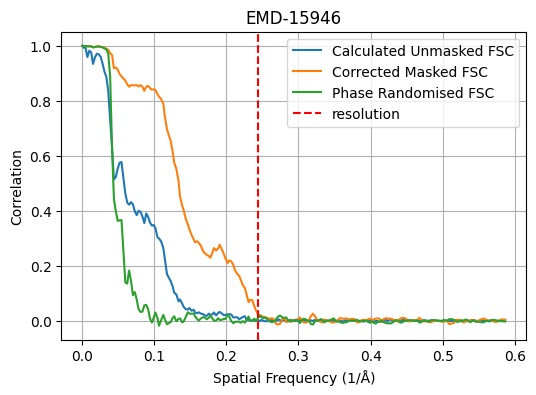 EMD-15946
Calculated Unmasked FSC
Corrected Masked FSC
Phase Randomised FSC
resolution
Correlation
1.0
0.8
0.6
0.4
0.2
0.0
0.0 0.1 0.2 0.3 0.4 0.5 0.6
Spatial Frequency (1/Å)